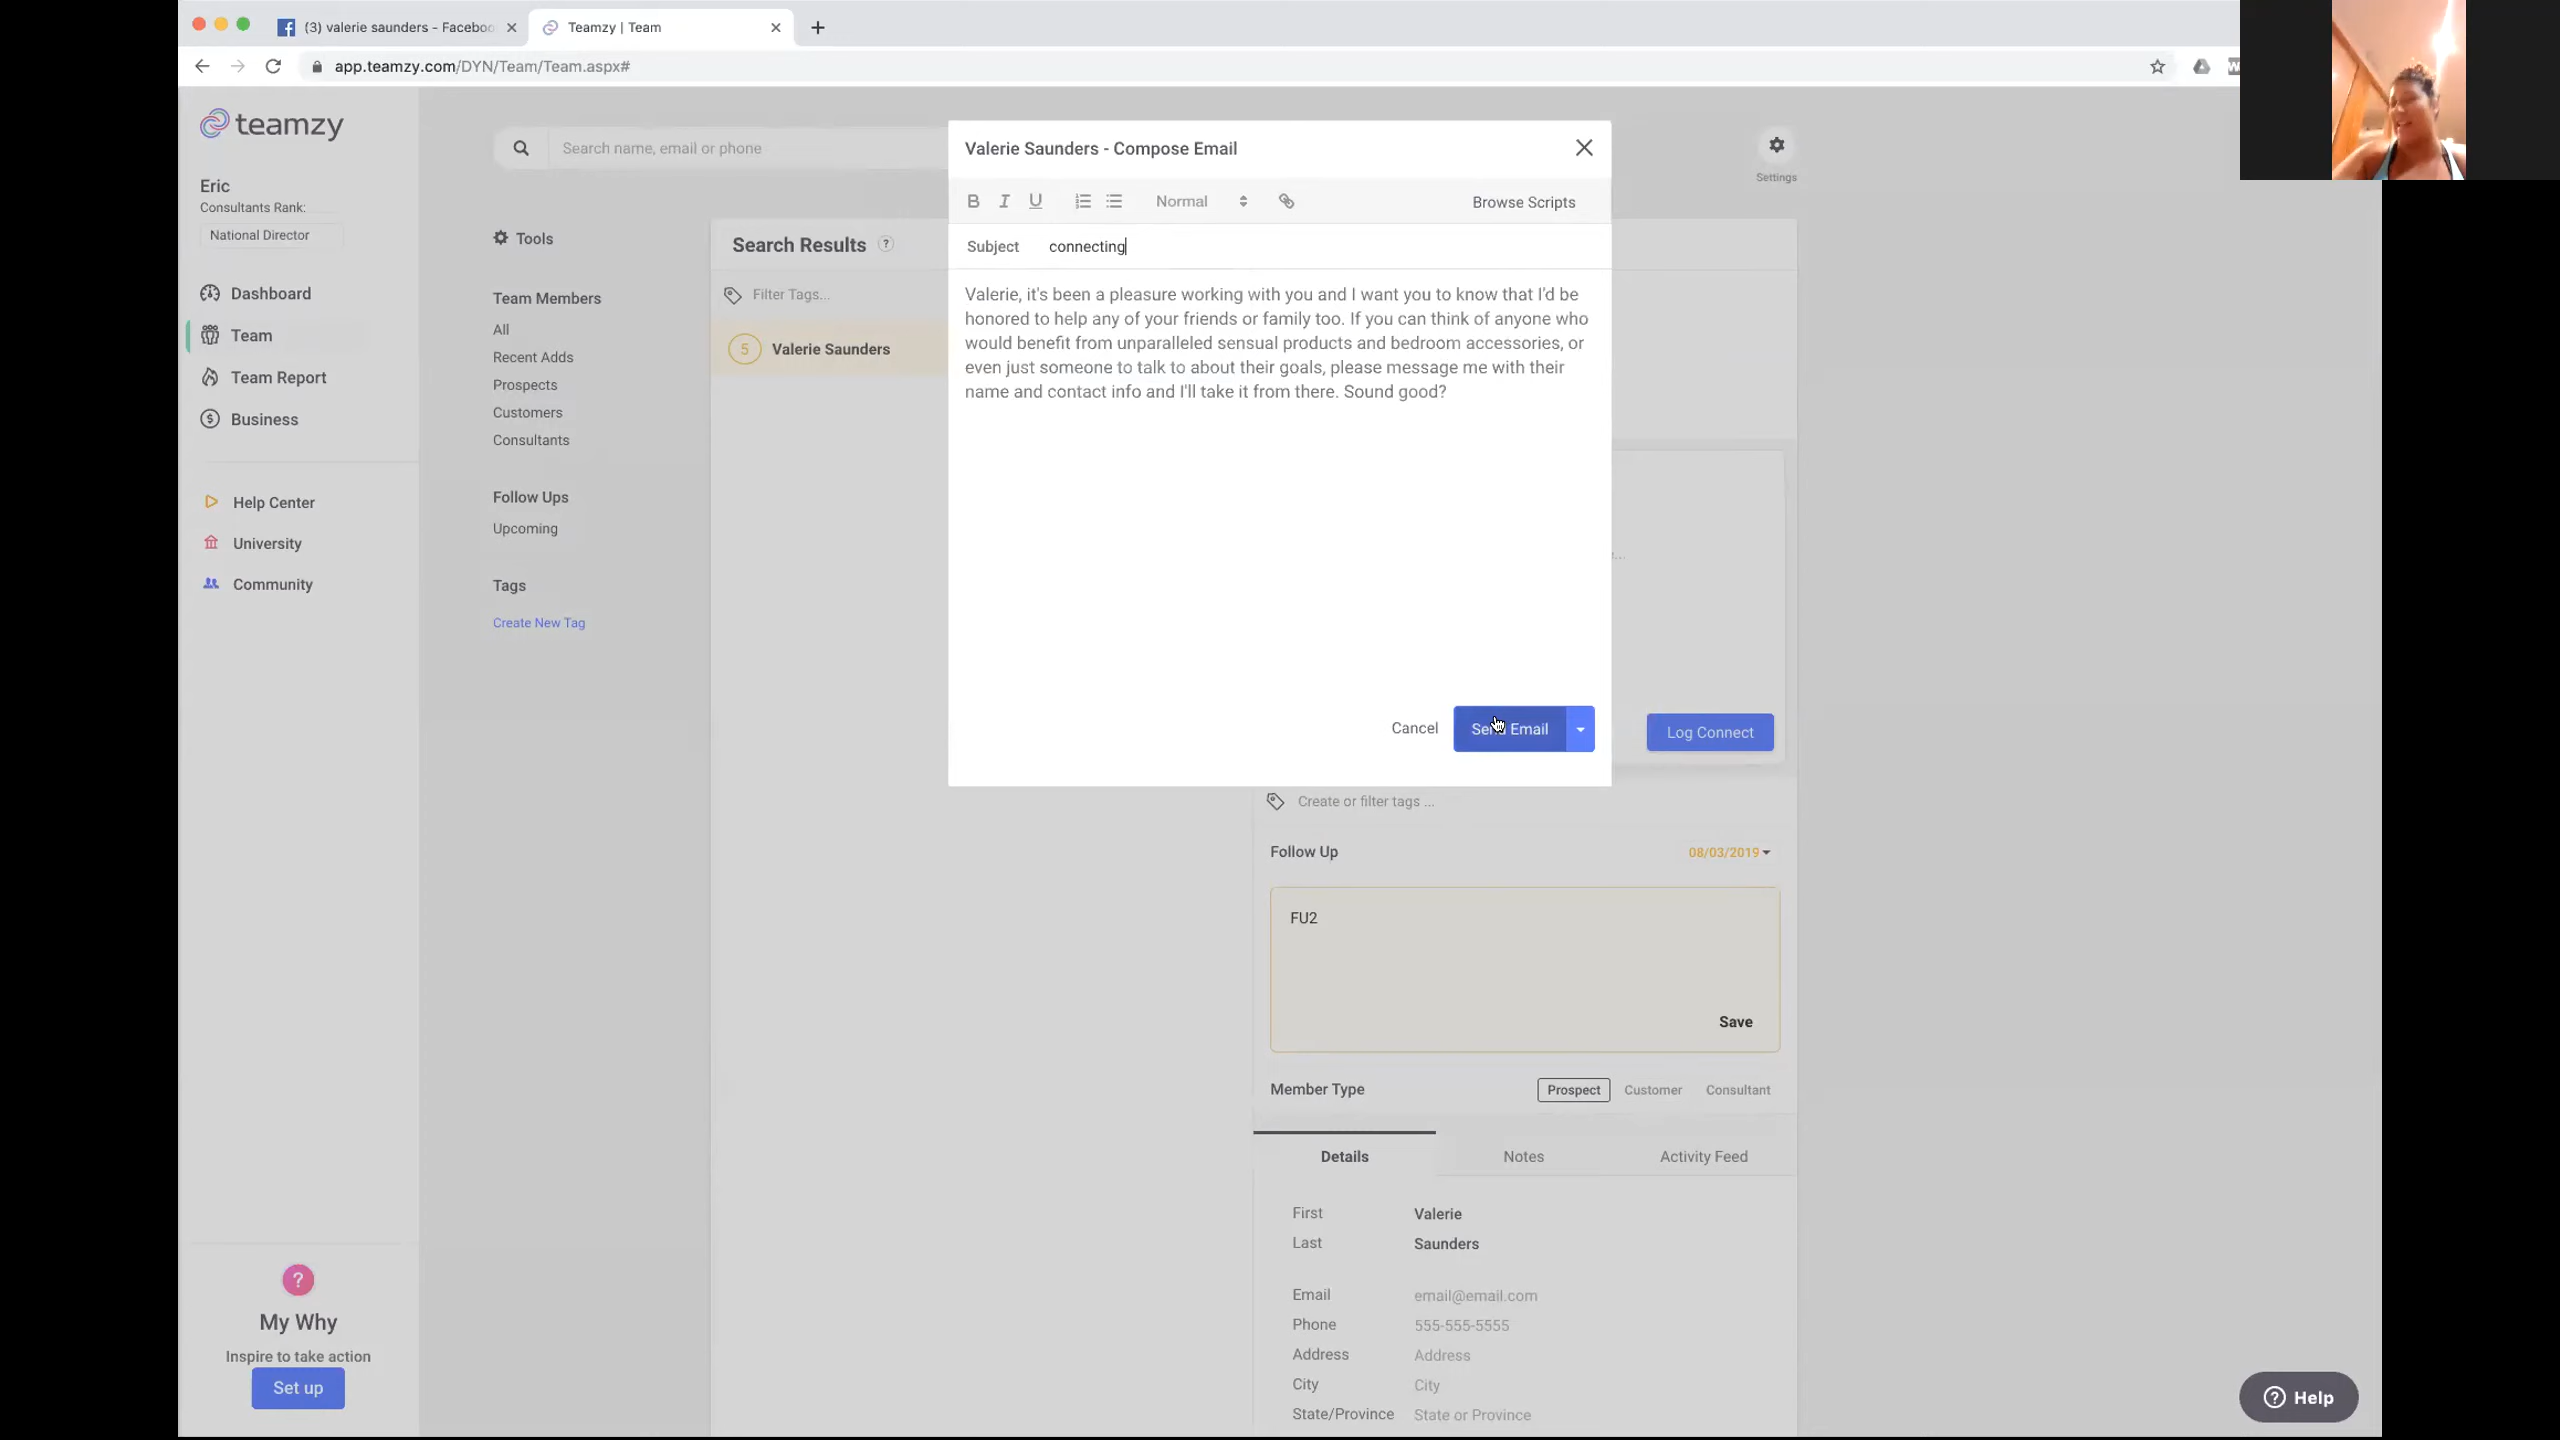 (3) valerie saunders - Faceboo
Teamzy | Team
app.teamzy.com/DYN/Team/Team.aspx#
teamzy
Eric
Consultants Rank:
National Director
Dashboard
Team
Team Report
Business
Help Center
University
Community
My Why
Inspire to take action
Set up
Search name, email or phone
Settings
Tools
Team Members
All
Recent Adds
Prospects
Customers
Consultants
Follow Ups
Upcoming
Tags
Create New Tag
Search Results ?
Filter Tags...
5 Valerie Saunders
Valerie Saunders - Compose Email
B I U Normal Browse Scripts
Subject connecting
Valerie, it's been a pleasure working with you and I want you to know that I'd be
honored to help any of your friends or family too. If you can think of anyone who
would benefit from unparalleled sensual products and bedroom accessories, or
even just someone to talk to about their goals, please message me with their
name and contact info and I'll take it from there. Sound good?
Cancel Send Email
Log Connect
Create or filter tags ...
Follow Up 08/03/2019
FU2
Save
Member Type Prospect Customer Consultant
Details Notes Activity Feed
First Valerie
Last Saunders
Email email@email.com
Phone 555-555-5555
Address Address
City City
State/Province State or Province
Help